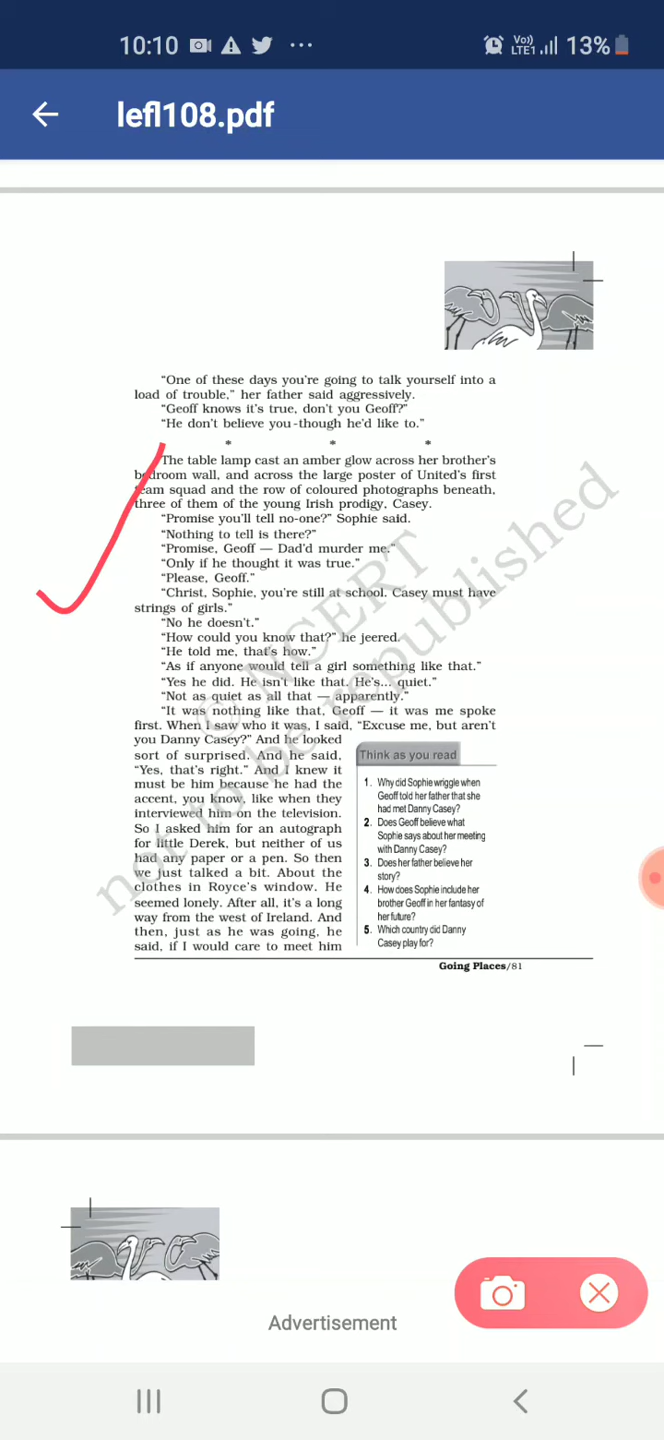 10:10
Vo)) LTE1 13%
lefl108.pdf
“One of these days you're going to talk yourself into a
load of trouble,” her father said aggressively.
“Geoff knows it's true, don't you Geoff?”
“He don't believe you-though he'd like to.”
* * *
The table lamp cast an amber glow across her brother's
bedroom wall, and across the large poster of United's first
team squad and the row of coloured photographs beneath,
three of them of the young Irish prodigy, Casey.
“Promise you'll tell no-one?” Sophie said.
“Nothing to tell is there?”
“Promise, Geoff — Dad'd murder me.”
“Only if he thought it was true.”
“Please, Geoff.”
“Christ, Sophie, you're still at school. Casey must have
strings of girls.”
“No he doesn't.”
“How could you know that?” he jeered.
“He told me, that's how.”
“As if anyone would tell a girl something like that.”
“Yes he did. He isn't like that. He's... quiet.”
“Not as quiet as all that — apparently.”
“It was nothing like that, Geoff — it was me spoke
first. When I saw who it was, I said, “Excuse me, but aren't
you Danny Casey?” And he looked
sort of surprised. And he said,
“Yes, that's right.” And I knew it
must be him because he had the
accent, you know, like when they
interviewed him on the television.
So I asked him for an autograph
for little Derek, but neither of us
had any paper or a pen. So then
we just talked a bit. About the
clothes in Royce's window. He
seemed lonely. After all, it's a long
way from the west of Ireland. And
then, just as he was going, he
said, if I would care to meet him
Think as you read
1. Why did Sophie wriggle when
Geoff told her father that she
had met Danny Casey?
2. Does Geoff believe what
Sophie says about her meeting
with Danny Casey?
3. Does her father believe her
story?
4. How does Sophie include her
brother Geoff in her fantasy of
her future?
5. Which country did Danny
Casey play for?
Going Places/81
© NCERT
not to be republished
Advertisement